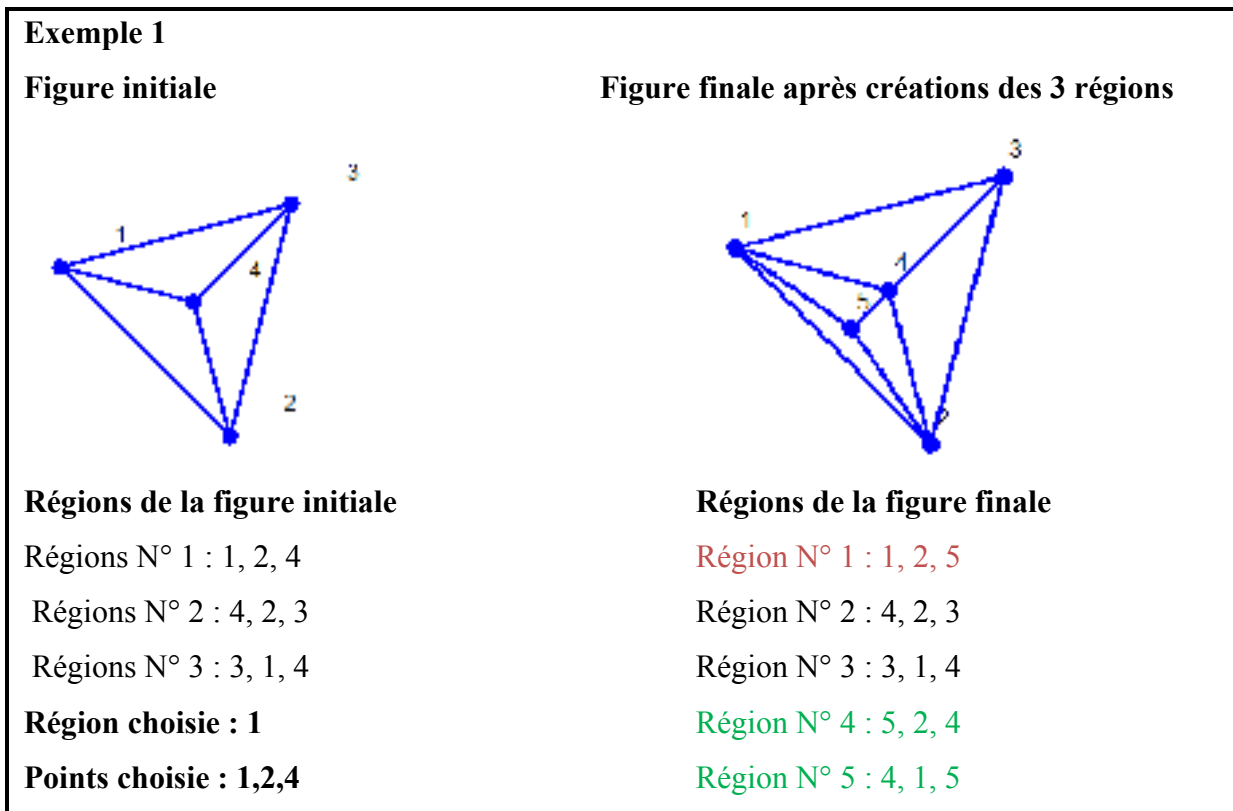 Exemple 1
Figure initiale
Figure finale après créations des 3 régions
3
1
4
2
3
1
4
5
2
Régions de la figure initiale
Régions de la figure finale
Régions N° 1 : 1, 2, 4
Région N° 1 : 1, 2, 5
Régions N° 2 : 4, 2, 3
Région N° 2 : 4, 2, 3
Régions N° 3 : 3, 1, 4
Région N° 3 : 3, 1, 4
Région choisie : 1
Région N° 4 : 5, 2, 4
Points choisie : 1,2,4
Région N° 5 : 4, 1, 5